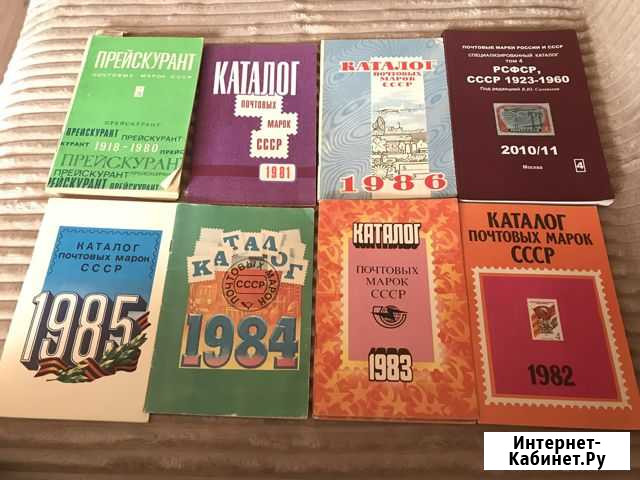 ПРЕЙСКУРАНТ
ПОЧТОВЫХ МАРОК СССР
ПРЕЙСКУРАНТ
ПРЕЙСКУРАНТ
1918-1980
ПРЕЙСКУРАНТ
КАТАЛОГ
ПОЧТОВЫХ
МАРОК
СССР
1981
КАТАЛОГ
ПОЧТОВЫХ
МАРОК
СССР
1986
ПОЧТОВЫЕ МАРКИ РОССИИ И СССР
СПЕЦИАЛИЗИРОВАННЫЙ КАТАЛОГ
ТОМ 4
РСФСР,
СССР 1923-1960
Под редакцией В.Ю. Соловьева
2010/11
Москва
4
КАТАЛОГ
ПОЧТОВЫХ МАРОК
СССР
1985
КАТАЛОГ
ПОЧТОВЫХ МАРОК
СССР
1984
КАТАЛОГ
ПОЧТОВЫХ
МАРОК
СССР
1983
КАТАЛОГ
ПОЧТОВЫХ МАРОК
СССР
1982
Интернет-
Кабинет.Ру